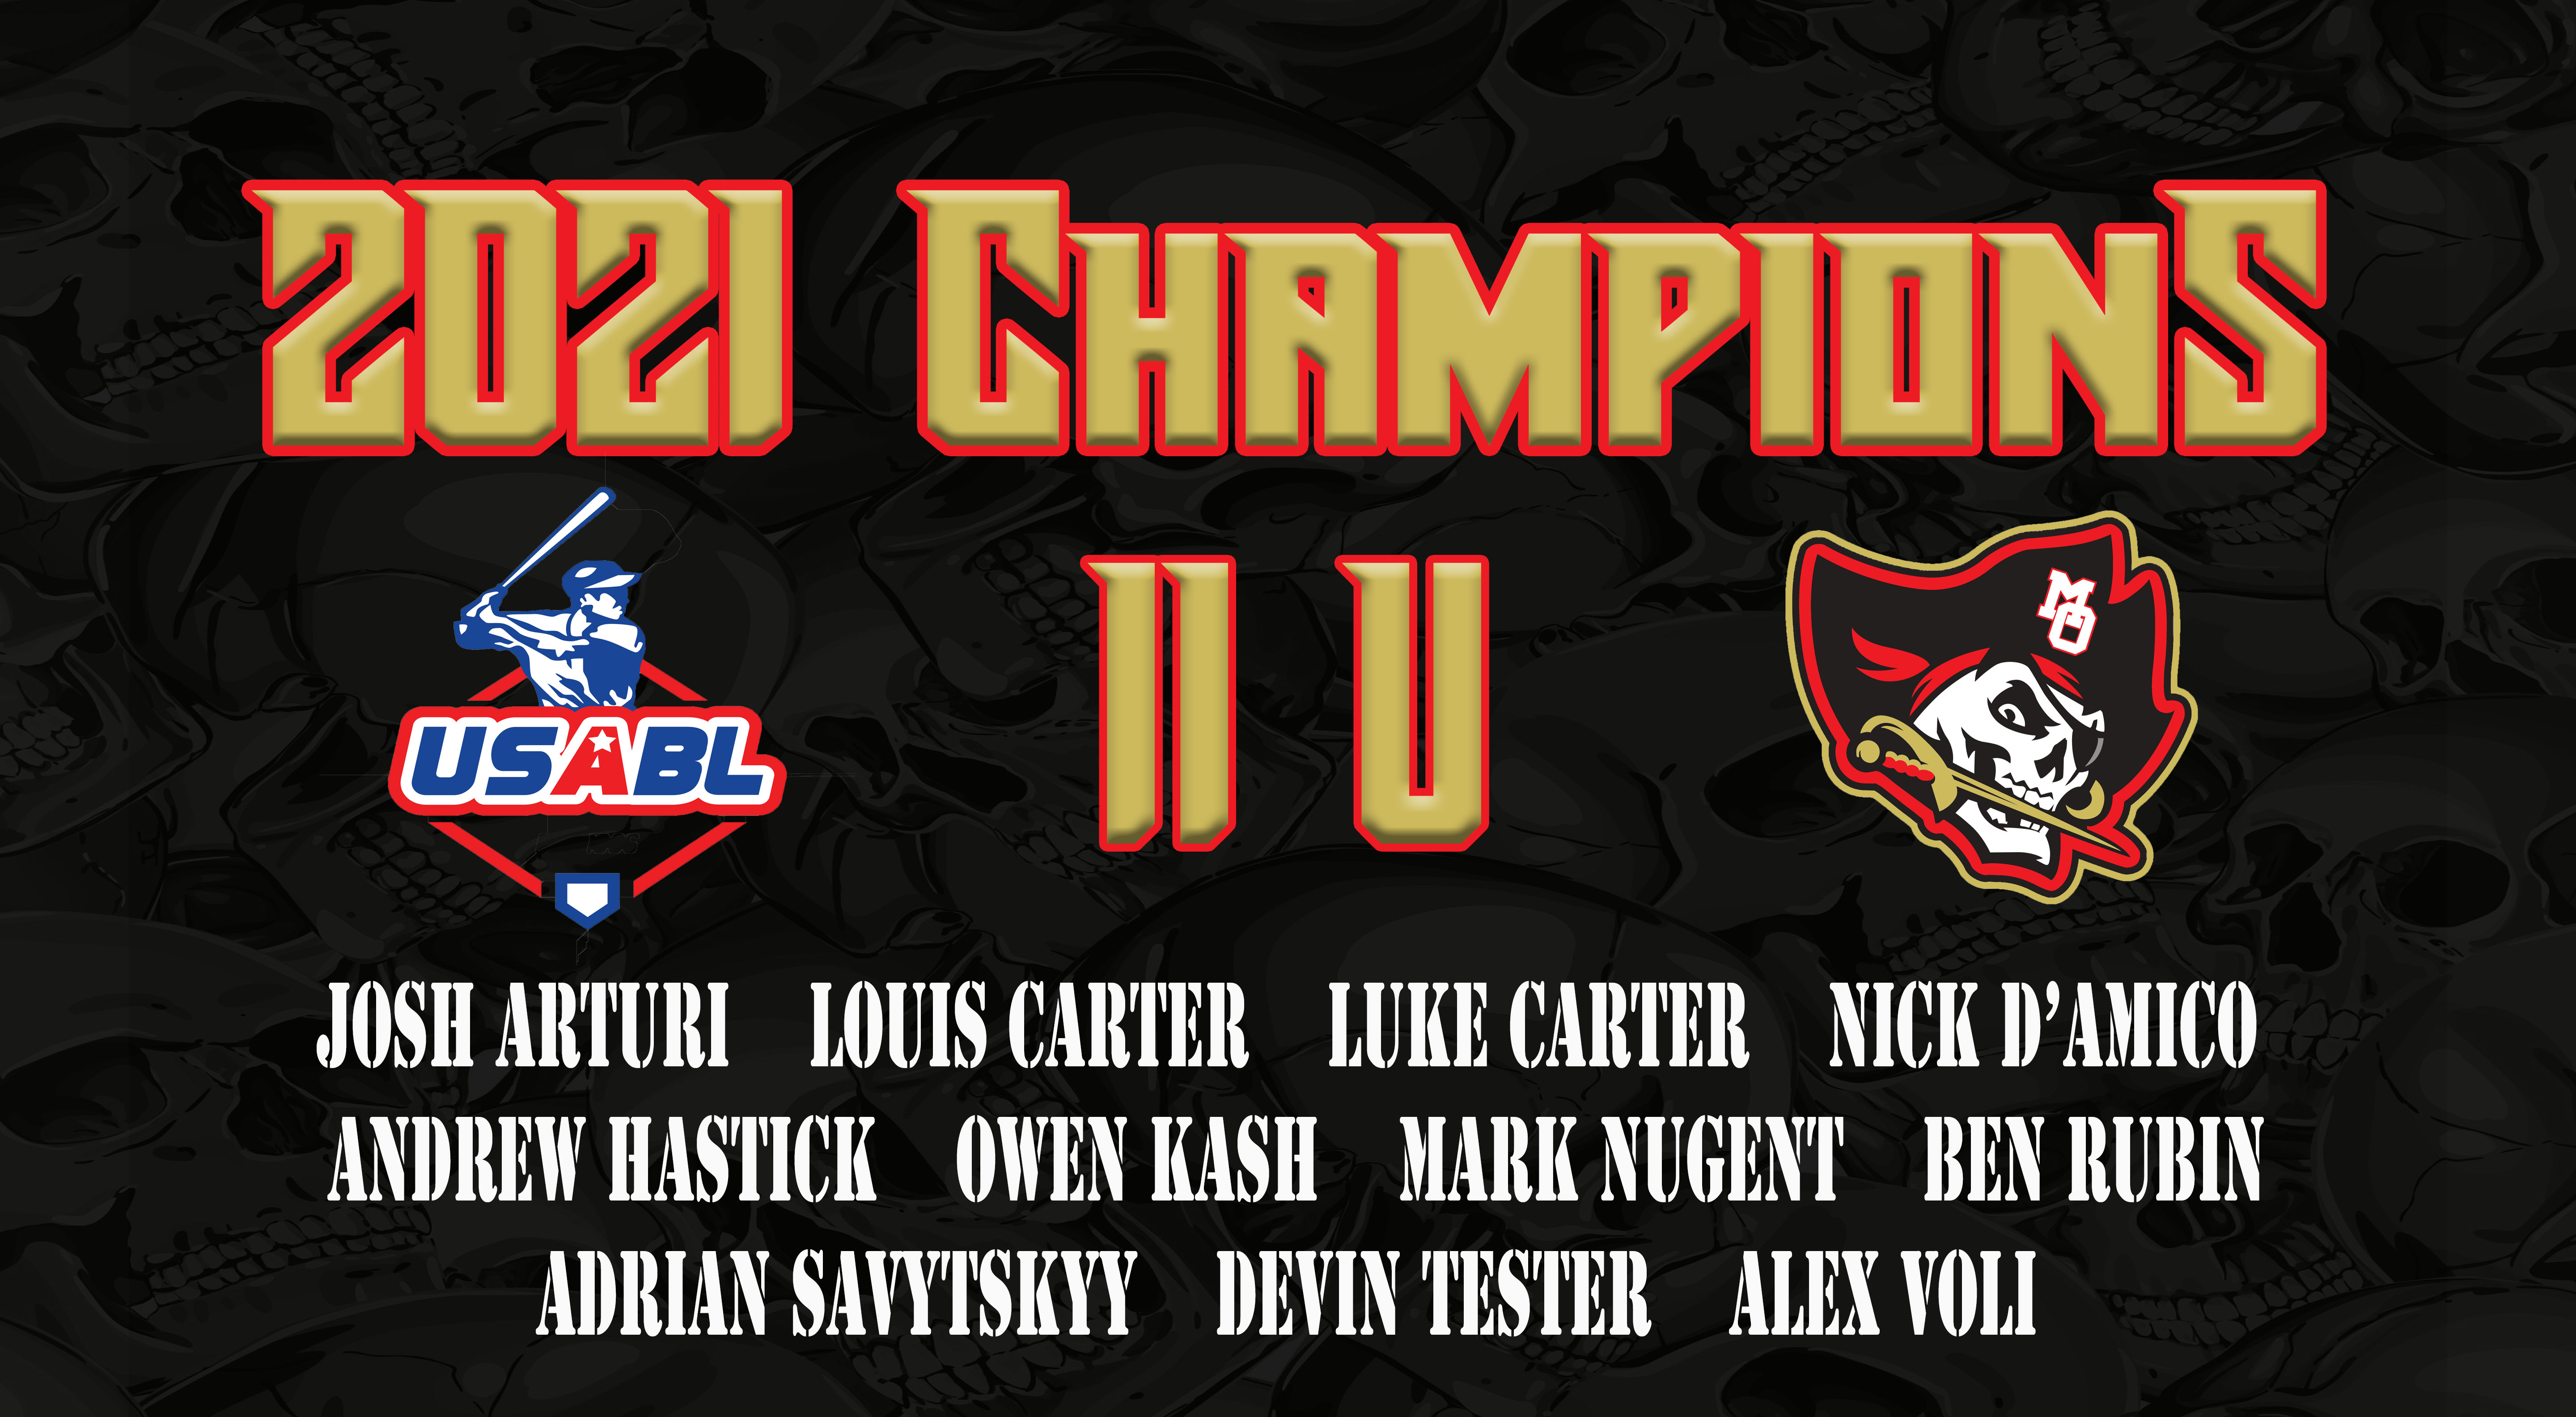 2021 Champions
11 U
USABL
MO
JOSH ARTURI LOUIS CARTER LUKE CARTER NICK D’AMICO
ANDREW HASTICK OWEN KASH MARK NUGENT BEN RUBIN
ADRIAN SAVYTSKYY DEVIN TESTER ALEX VOLI